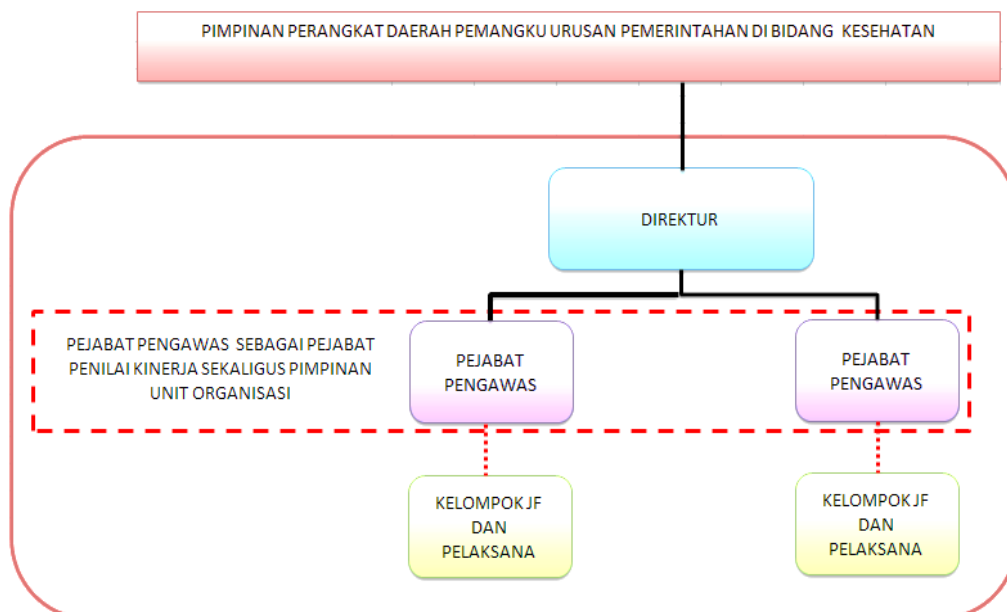 PIMPINAN PERANGKAT DAERAH PEMANGKU URUSAN PEMERINTAHAN DI BIDANG KESEHATAN
DIREKTUR
PEJABAT PENGAWAS SEBAGAI PEJABAT
PENILAI KINERJA SEKALIGUS PIMPINAN
UNIT ORGANISASI
PEJABAT
PENGAWAS
PEJABAT
PENGAWAS
KELOMPOK JF
DAN
PELAKSANA
KELOMPOK JF
DAN
PELAKSANA